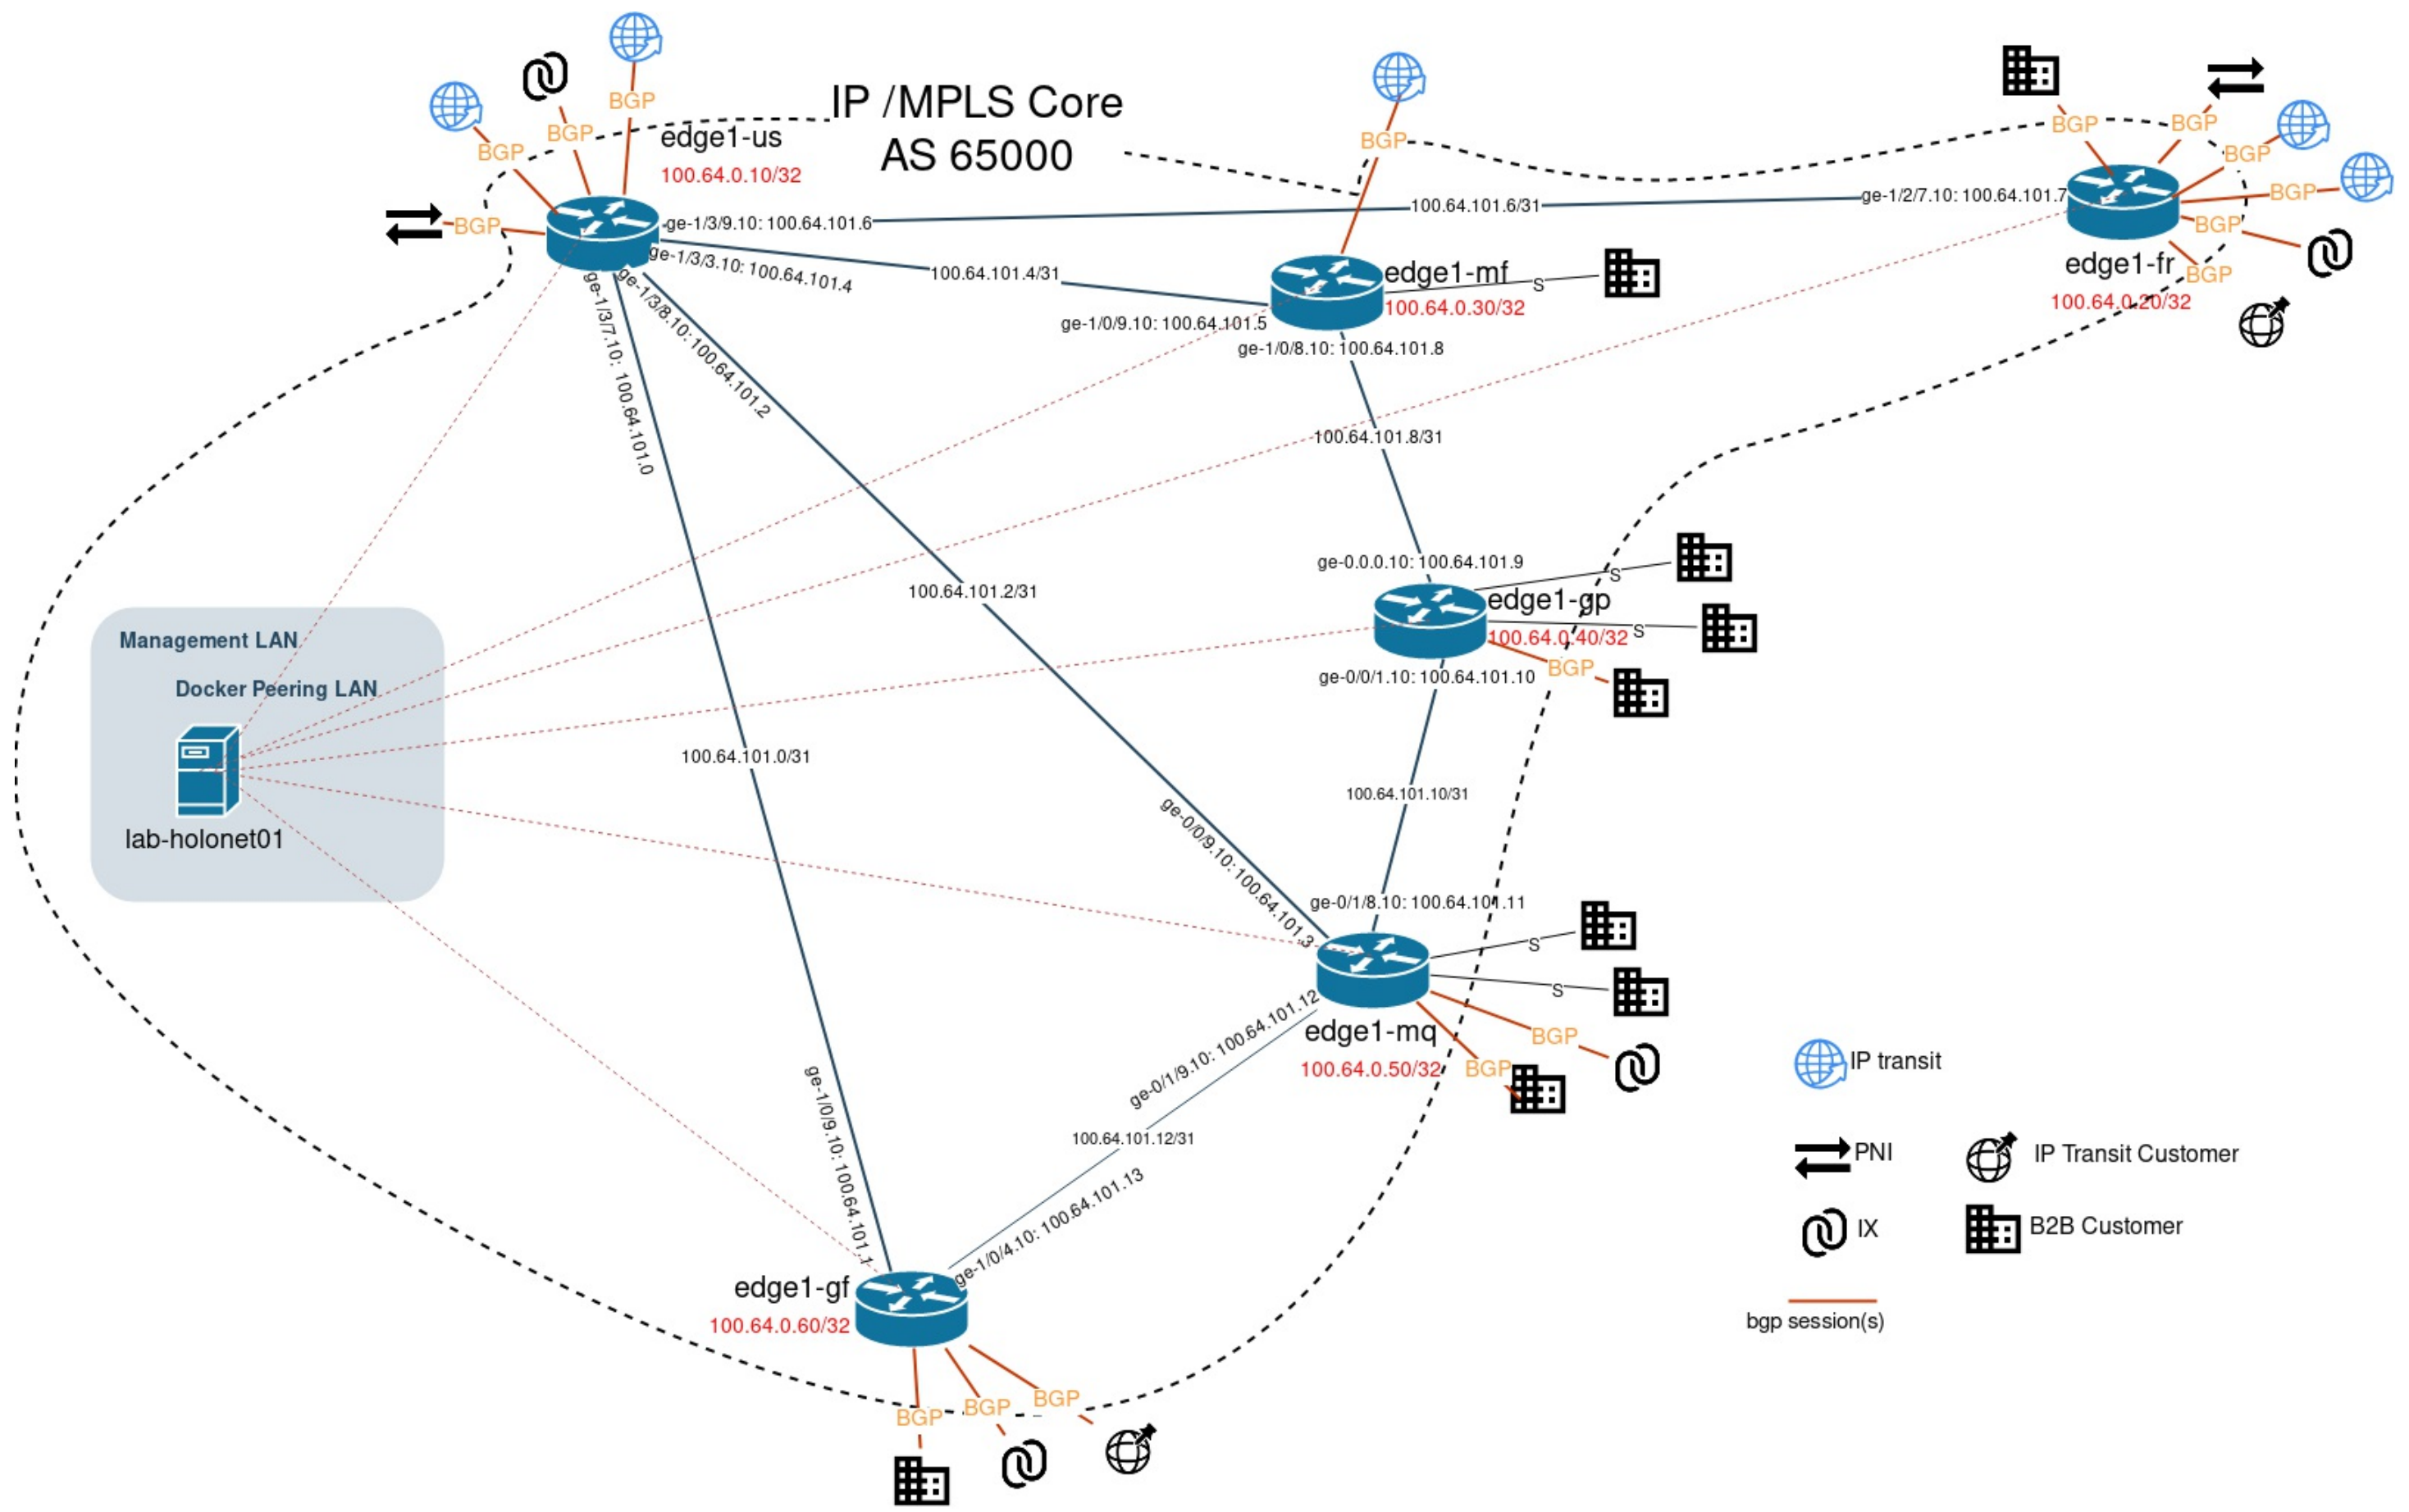 IP /MPLS Core
AS 65000
BGP
BGP
BGP
BGP
edge1-us
100.64.0.10/32
ge-1/3/9.10: 100.64.101.6
ge-1/3/3.10: 100.64.101.4
ge-1/3/8.10: 100.64.101.2
ge-1/3/7.10: 100.64.101.0
100.64.101.6/31
100.64.101.4/31
BGP
edge1-mf
100.64.0.30/32
S
ge-1/0/9.10: 100.64.101.5
ge-1/0/8.10: 100.64.101.8
ge-1/2/7.10: 100.64.101.7
BGP
BGP
BGP
BGP
BGP
BGP
edge1-fr
100.64.0.20/32
100.64.101.8/31
ge-0.0.0.10: 100.64.101.9
edge1-gp
100.64.0.40/32
S
S
BGP
ge-0/0/1.10: 100.64.101.10
100.64.101.2/31
100.64.101.0/31
Management LAN
Docker Peering LAN
lab-holonet01
100.64.101.10/31
ge-0/0/9.10: 100.64.101.3
ge-0/1/8.10: 100.64.101.11
S
S
BGP
BGP
edge1-mq
100.64.0.50/32
ge-0/1/9.10: 100.64.101.12
100.64.101.12/31
ge-1/0/4.10: 100.64.101.13
ge-1/0/9.10: 100.64.101.1
edge1-gf
100.64.0.60/32
BGP
BGP
BGP
IP transit
PNI
IP Transit Customer
IX
B2B Customer
bgp session(s)